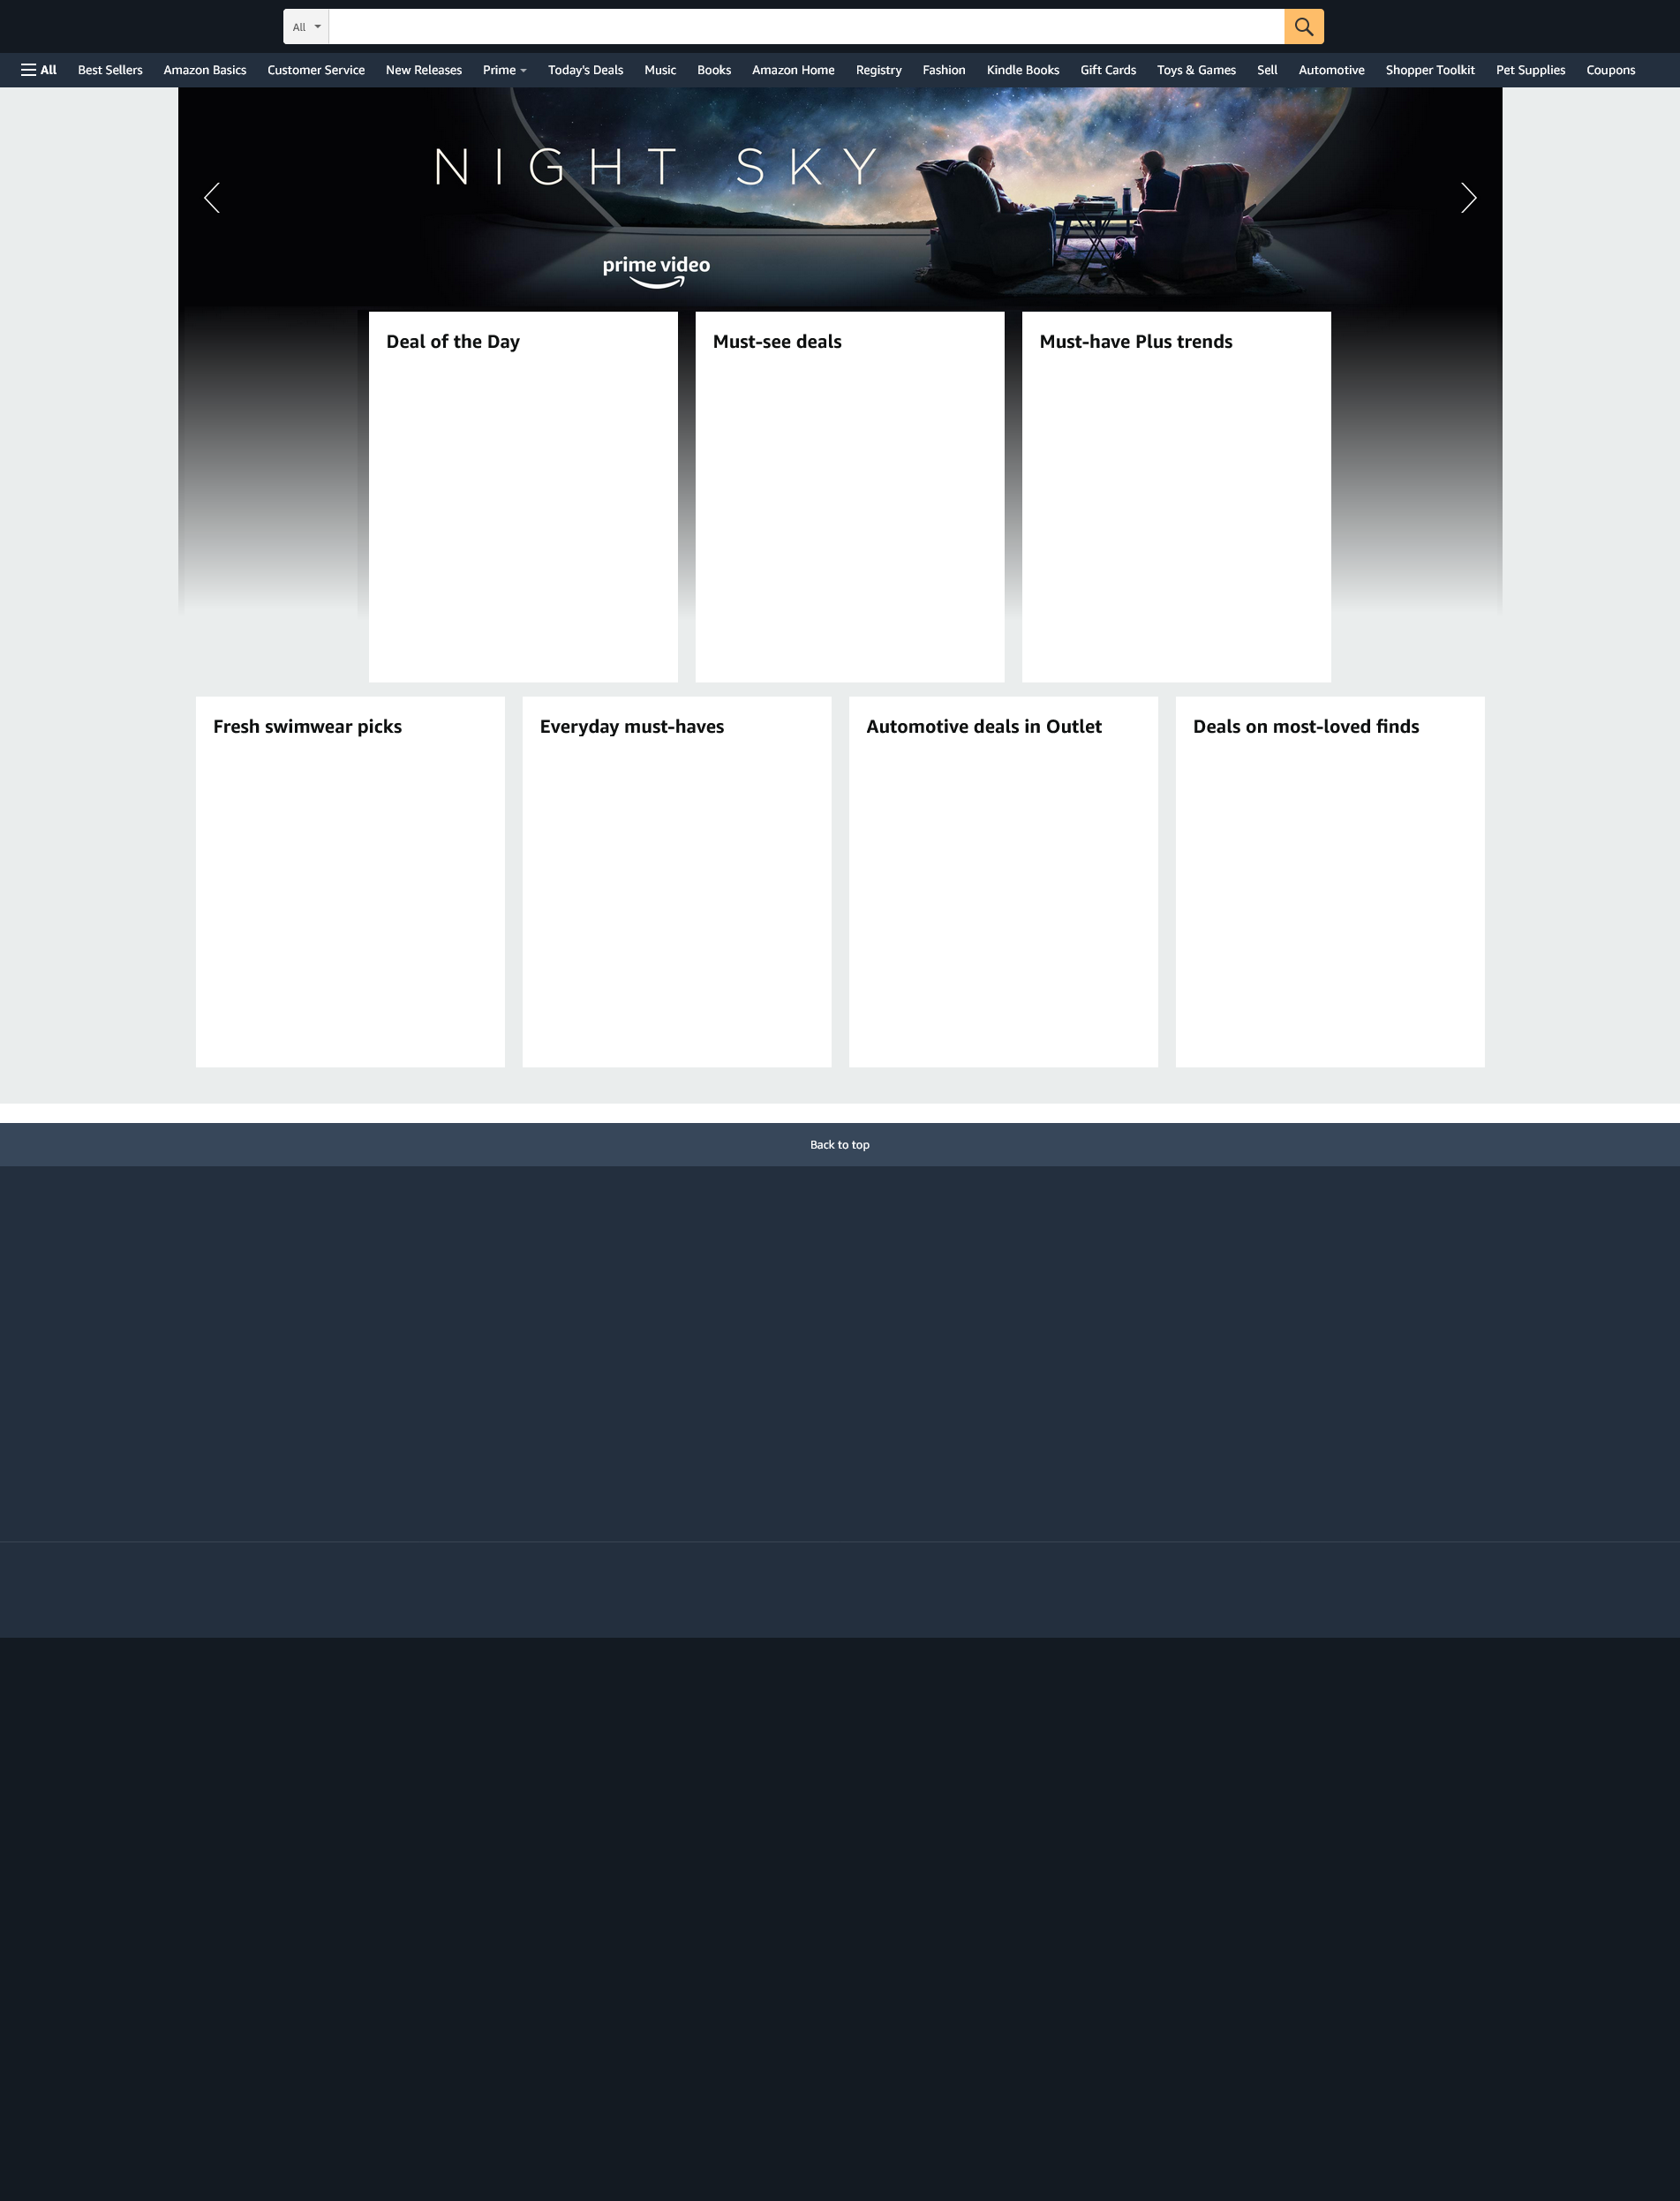 All
All Best Sellers Amazon Basics Customer Service New Releases Prime Today's Deals Music Books Amazon Home Registry Fashion Kindle Books Gift Cards Toys & Games Sell Automotive Shopper Toolkit Pet Supplies Coupons
NIGHT SKY
prime video
Deal of the Day
Must-see deals
Must-have Plus trends
Fresh swimwear picks
Everyday must-haves
Automotive deals in Outlet
Deals on most-loved finds
Back to top